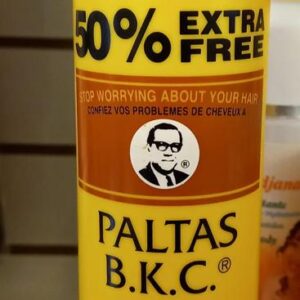 50% EXTRA
FREE
STOP WORRYING ABOUT YOUR HAIR
CONFIEZ VOS PROBLEMES DE CHEVEUX A
®
PALTAS
B.K.C.®